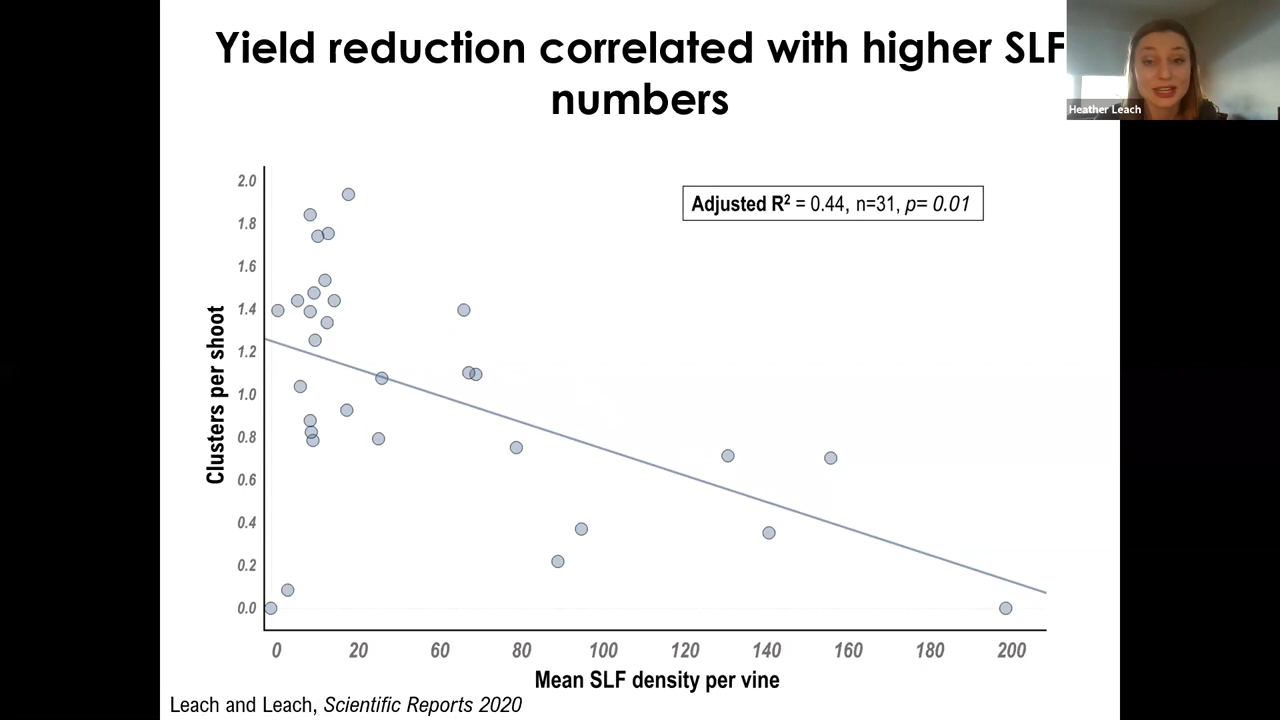 Yield reduction correlated with higher SLF
numbers
Heather Leach
Adjusted R² = 0.44, n=31, p= 0.01
Clusters per shoot
2.0
1.8
1.6
1.4
1.2
1.0
0.8
0.6
0.4
0.2
0.0
0 20 60 80 100 120 140 160 180 200
Mean SLF density per vine
Leach and Leach, Scientific Reports 2020